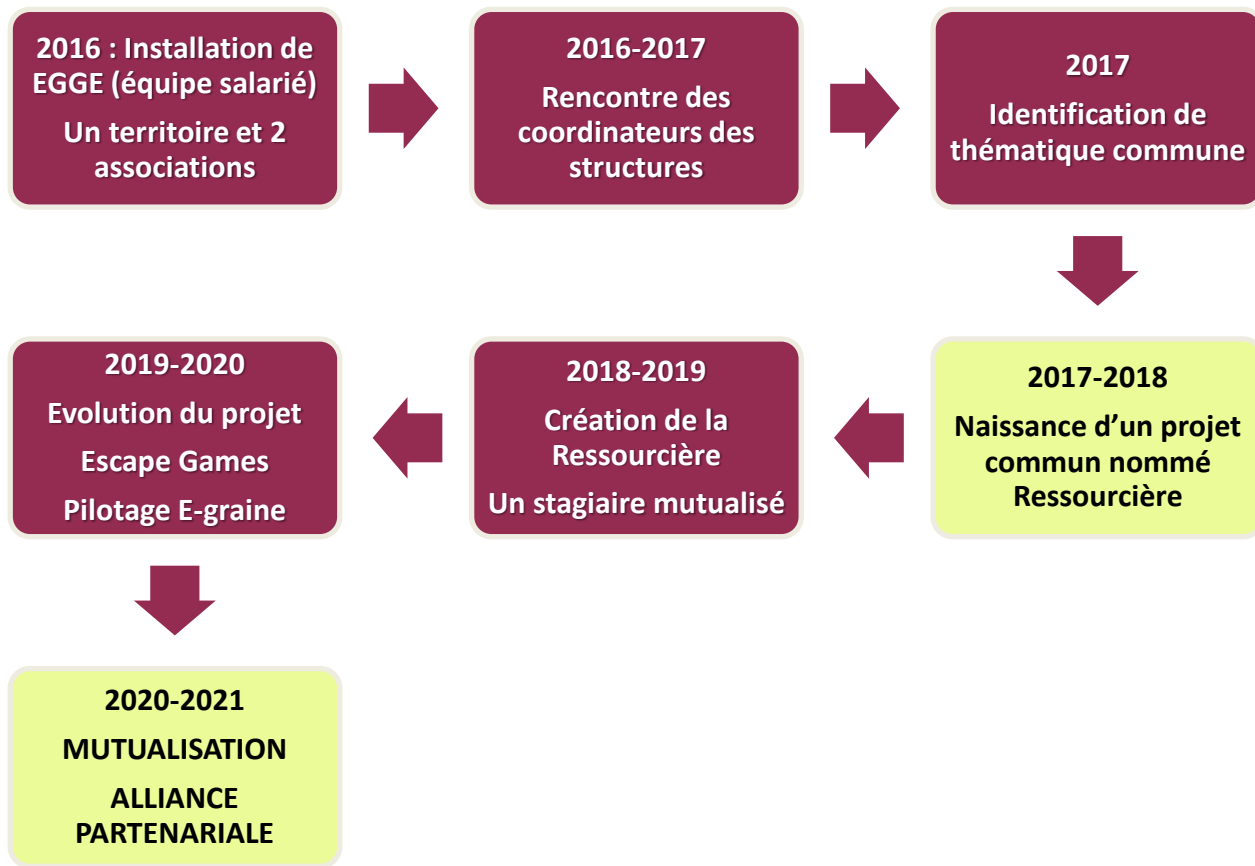 2016 : Installation de
EGGE (équipe salarié)
Un territoire et 2
associations
2016-2017
Rencontre des
coordinateurs des
structures
2017
Identification de
thématique commune
2017-2018
Naissance d’un projet
commun nommé
Ressourcière
2018-2019
Création de la
Ressourcière
Un stagiaire mutualisé
2019-2020
Evolution du projet
Escape Games
Pilotage E-graine
2020-2021
MUTUALISATION
ALLIANCE
PARTENARIALE